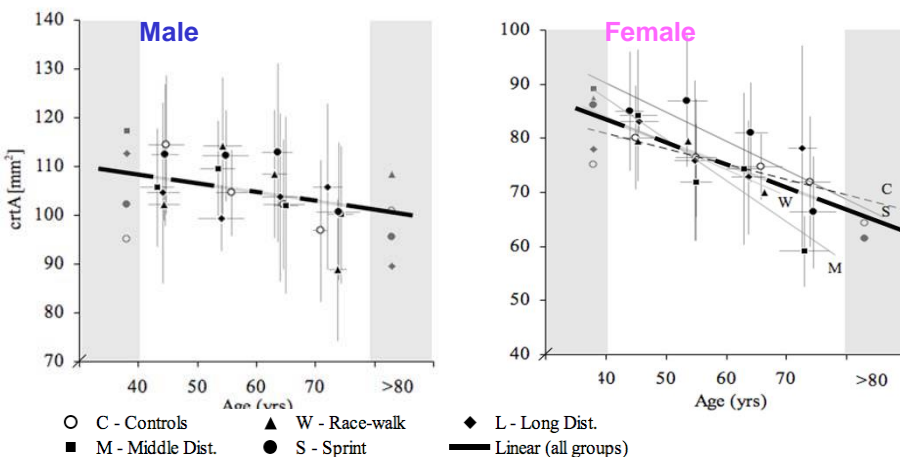 Male
140
130
120
110
100
90
80
70
crtA [mm²]
40
50
60
70
>80
Age (yrs)
Female
100
90
80
70
60
50
40
C
S
W
M
40
50
60
70
>80
Age (yrs)
C - Controls
W - Race-walk
L - Long Dist.
M - Middle Dist.
S - Sprint
Linear (all groups)